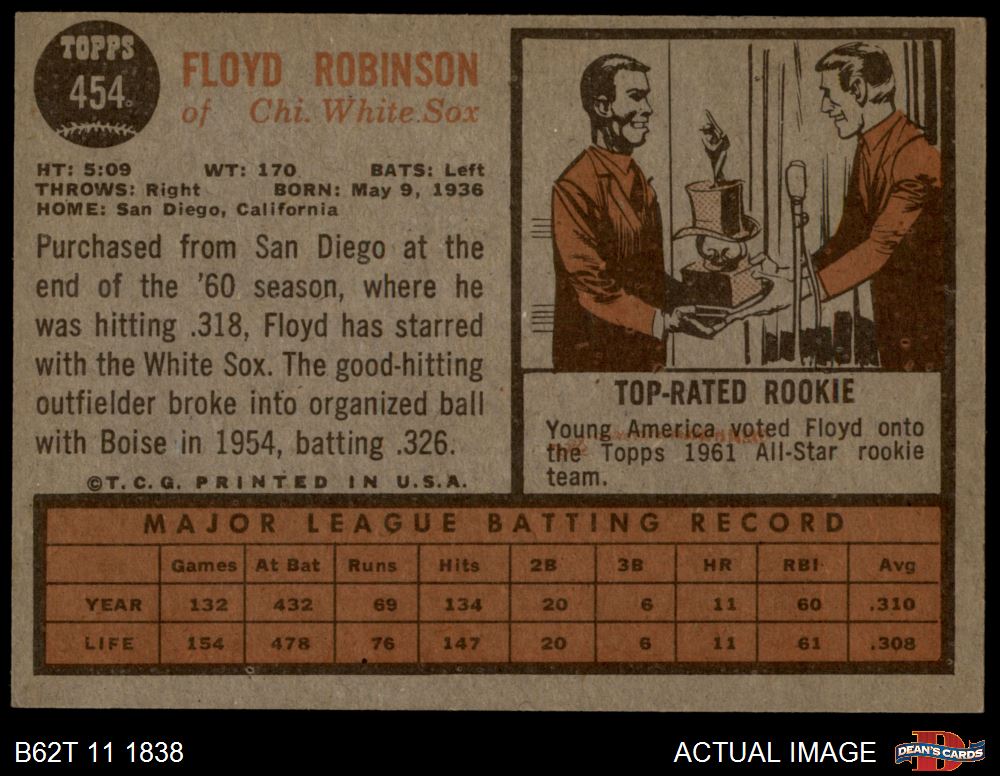 TOPPS
454
FLOYD ROBINSON
of Chi. White Sox
HT: 5:09 WT: 170 BATS: Left
THROWS: Right BORN: May 9, 1936
HOME: San Diego, California
Purchased from San Diego at the
end of the '60 season, where he
was hitting .318, Floyd has starred
with the White Sox. The good-hitting
outfielder broke into organized ball
with Boise in 1954, batting .326.
©T.C.G. PRINTED IN U.S.A.
TOP-RATED ROOKIE
Young America voted Floyd onto
the Topps 1961 All-Star rookie
team.
MAJOR LEAGUE BATTING RECORD
Games At Bat Runs Hits 2B 3B HR RBI Avg
YEAR 132 432 69 134 20 6 11 60 .310
LIFE 154 478 76 147 20 6 11 61 .308
B62T 11 1838
ACTUAL IMAGE
DEAN'S CARDS